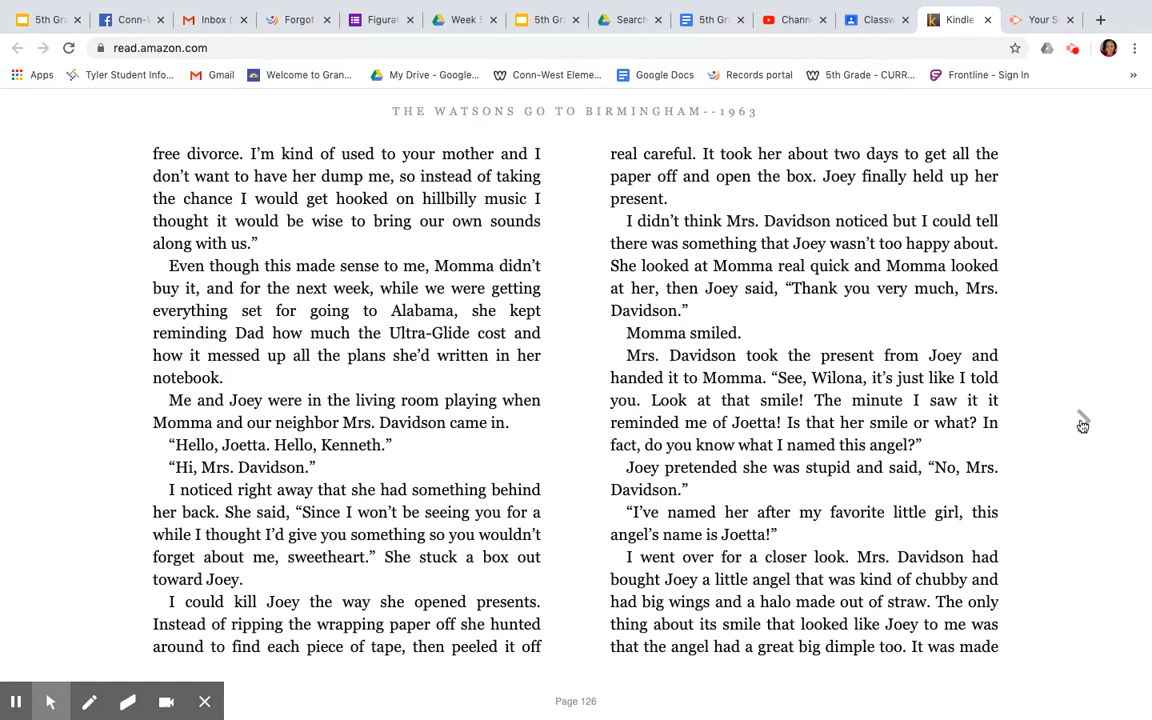 5th Gra
Conn-W
Inbox (
Forgot
Figurat
Week
5th Gr
Search
5th Gr
Chann
Classw
Kindle
Your S
read.amazon.com
Apps
Tyler Student Info...
Gmail
Welcome to Gran...
My Drive - Google...
Conn-West Eleme...
Google Docs
Records portal
5th Grade - CURR...
Frontline - Sign In
»
THE WATSONS GO TO BIRMINGHAM--1963
free divorce. I’m kind of used to your mother and I
don’t want to have her dump me, so instead of taking
the chance I would get hooked on hillbilly music I
thought it would be wise to bring our own sounds
along with us.”
Even though this made sense to me, Momma didn’t
buy it, and for the next week, while we were getting
everything set for going to Alabama, she kept
reminding Dad how much the Ultra-Glide cost and
how it messed up all the plans she’d written in her
notebook.
Me and Joey were in the living room playing when
Momma and our neighbor Mrs. Davidson came in.
“Hello, Joetta. Hello, Kenneth.”
“Hi, Mrs. Davidson.”
I noticed right away that she had something behind
her back. She said, “Since I won’t be seeing you for a
while I thought I’d give you something so you wouldn’t
forget about me, sweetheart.” She stuck a box out
toward Joey.
I could kill Joey the way she opened presents.
Instead of ripping the wrapping paper off she hunted
around to find each piece of tape, then peeled it off
real careful. It took her about two days to get all the
paper off and open the box. Joey finally held up her
present.
I didn’t think Mrs. Davidson noticed but I could tell
there was something that Joey wasn’t too happy about.
She looked at Momma real quick and Momma looked
at her, then Joey said, “Thank you very much, Mrs.
Davidson.”
Momma smiled.
Mrs. Davidson took the present from Joey and
handed it to Momma. “See, Wilona, it’s just like I told
you. Look at that smile! The minute I saw it it
reminded me of Joetta! Is that her smile or what? In
fact, do you know what I named this angel?”
Joey pretended she was stupid and said, “No, Mrs.
Davidson.”
“I’ve named her after my favorite little girl, this
angel’s name is Joetta!”
I went over for a closer look. Mrs. Davidson had
bought Joey a little angel that was kind of chubby and
had big wings and a halo made out of straw. The only
thing about its smile that looked like Joey to me was
that the angel had a great big dimple too. It was made
Page 126